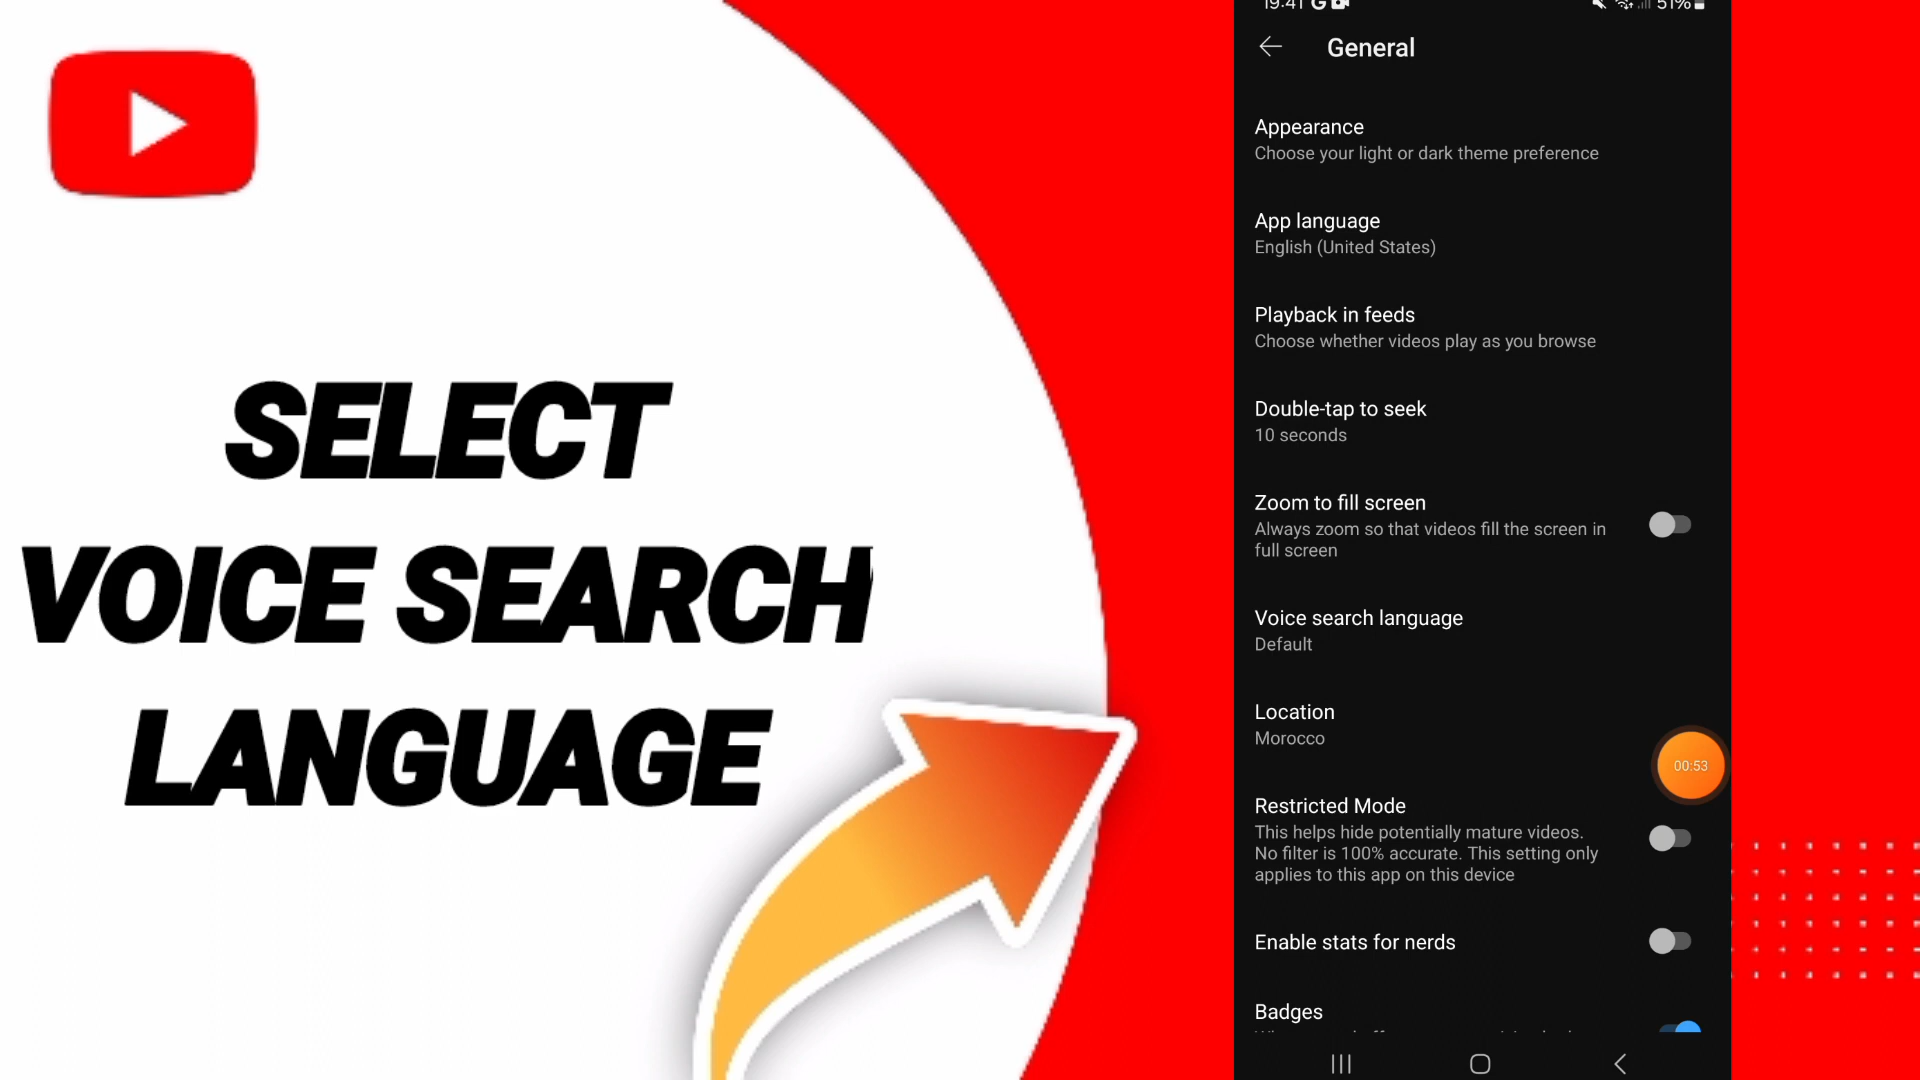 SELECT
VOICE SEARCH
LANGUAGE
19:41
51%
General
Appearance
Choose your light or dark theme preference
App language
English (United States)
Playback in feeds
Choose whether videos play as you browse
Double-tap to seek
10 seconds
Zoom to fill screen
Always zoom so that videos fill the screen in
full screen
Voice search language
Default
Location
Morocco
00:53
Restricted Mode
This helps hide potentially mature videos.
No filter is 100% accurate. This setting only
applies to this app on this device
Enable stats for nerds
Badges